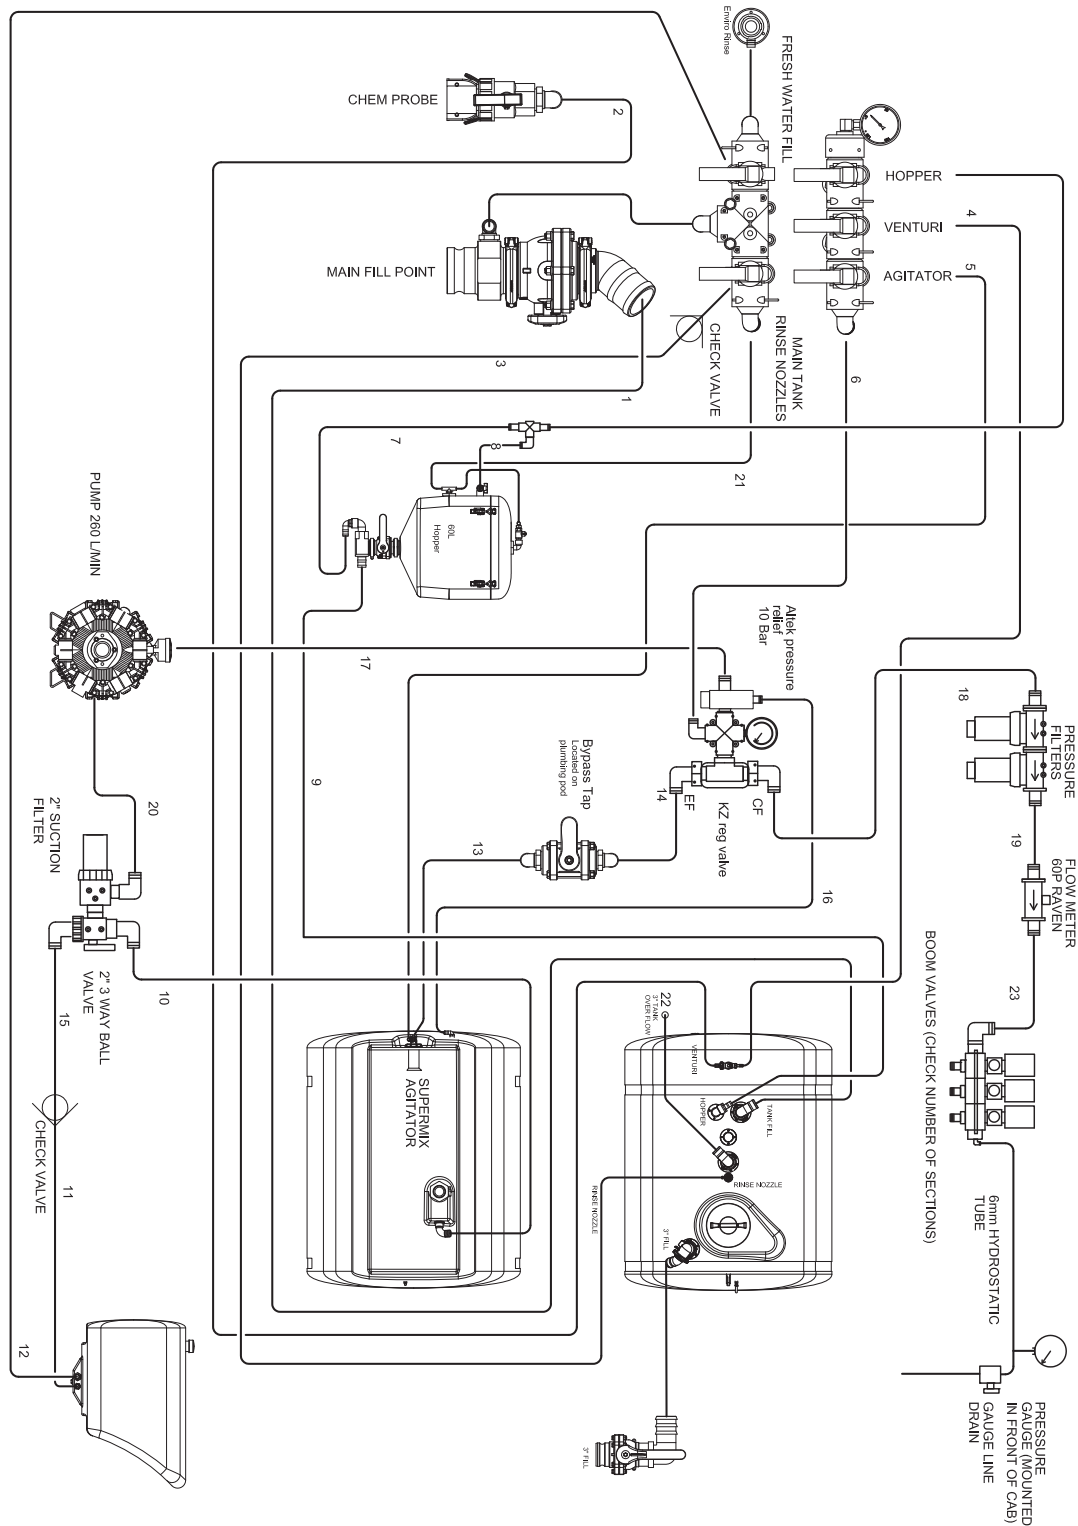 Enviro Rinse
FRESH WATER FILL
CHEM PROBE
2
HOPPER
4
VENTURI
5
AGITATOR
MAIN FILL POINT
MAIN TANK
RINSE NOZZLES
CHECK VALVE
3
1
6
7
8
21
60L
Hopper
PUMP 260 L/MIN
17
9
Altek pressure
relief
10 Bar
18
PRESSURE
FILTERS
Bypass Tap
Located on
plumbing pod
14
EF
CF
KZ reg valve
13
16
19
FLOW METER
60P RAVEN
20
2" SUCTION
FILTER
2" 3 WAY BALL
VALVE
10
15
23
BOOM VALVES (CHECK NUMBER OF SECTIONS)
22
3" TANK
OVER FLOW
VENTURI
HOPPER
TANK FILL
RINSE NOZZLE
SUPERMIX
AGITATOR
RINSE NOZZLE
3" FILL
CHECK VALVE
11
12
6mm HYDROSTATIC
TUBE
PRESSURE
GAUGE (MOUNTED
IN FRONT OF CAB)
GAUGE LINE
DRAIN
3" FILL